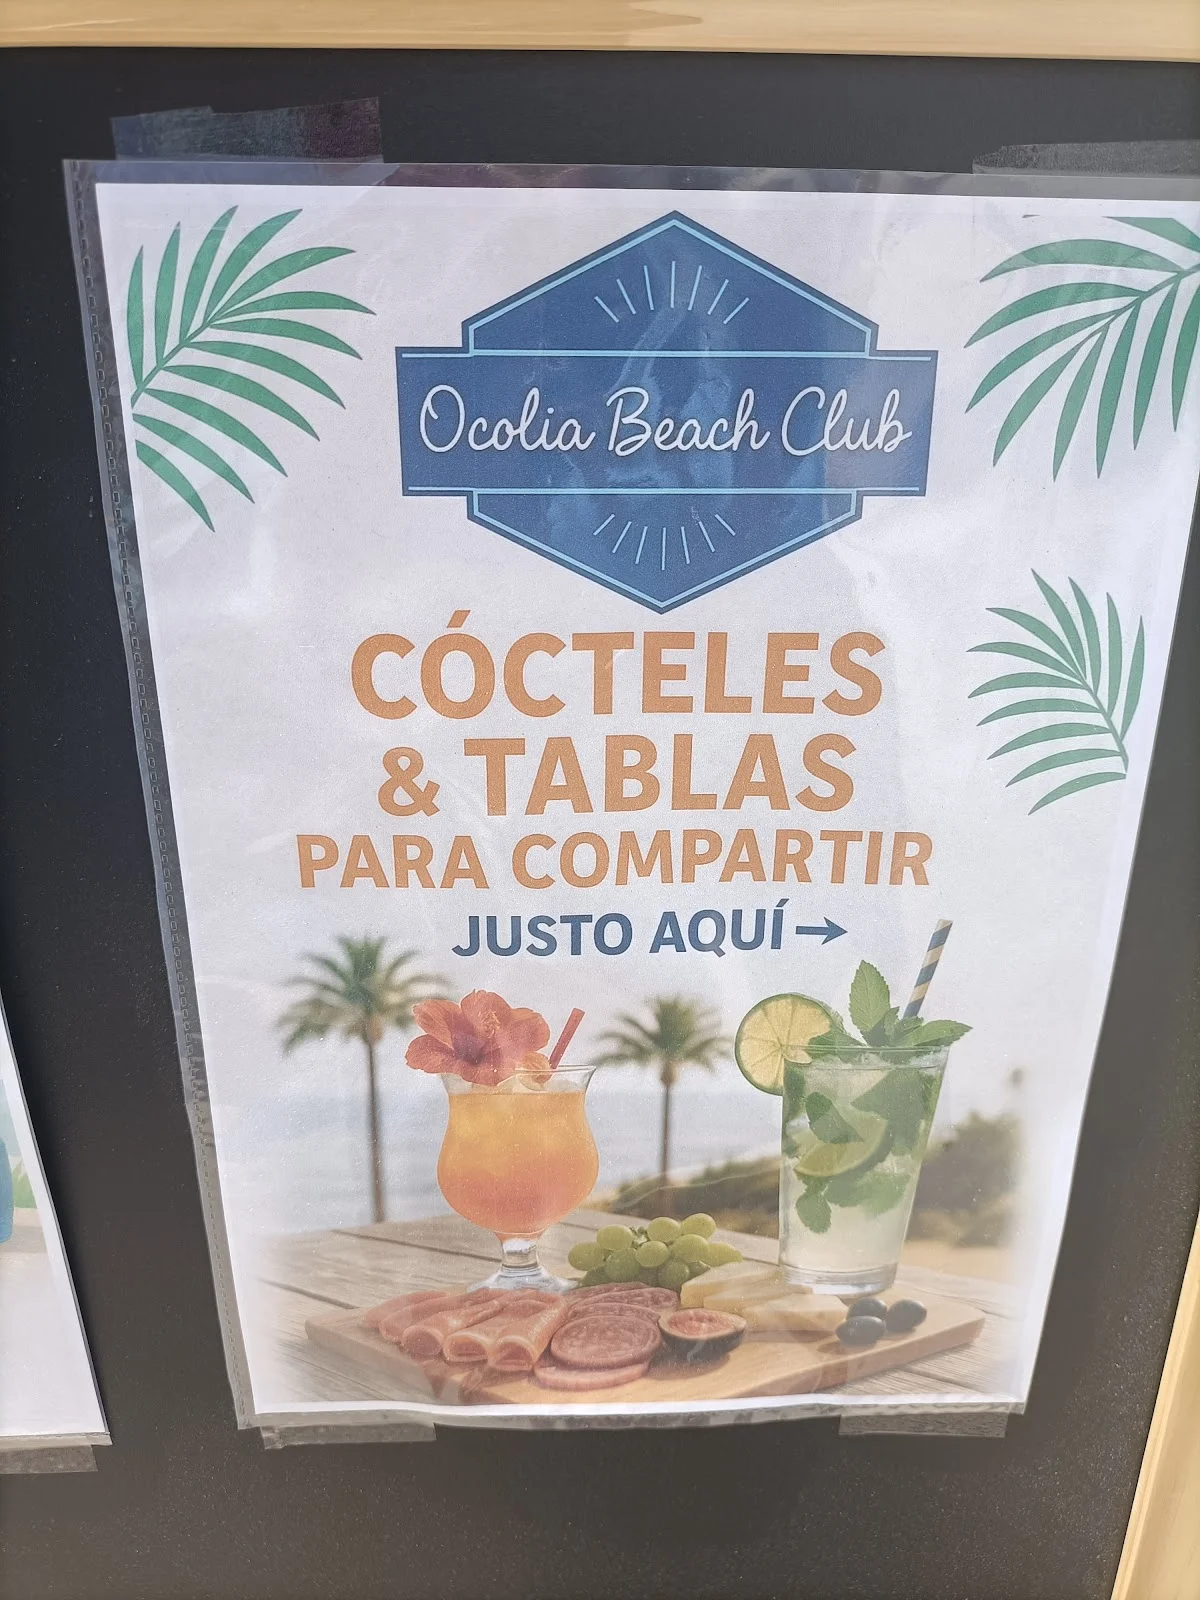 Ocolia Beach Club
CÓCTELES
& TABLAS
PARA COMPARTIR
JUSTO AQUÍ→